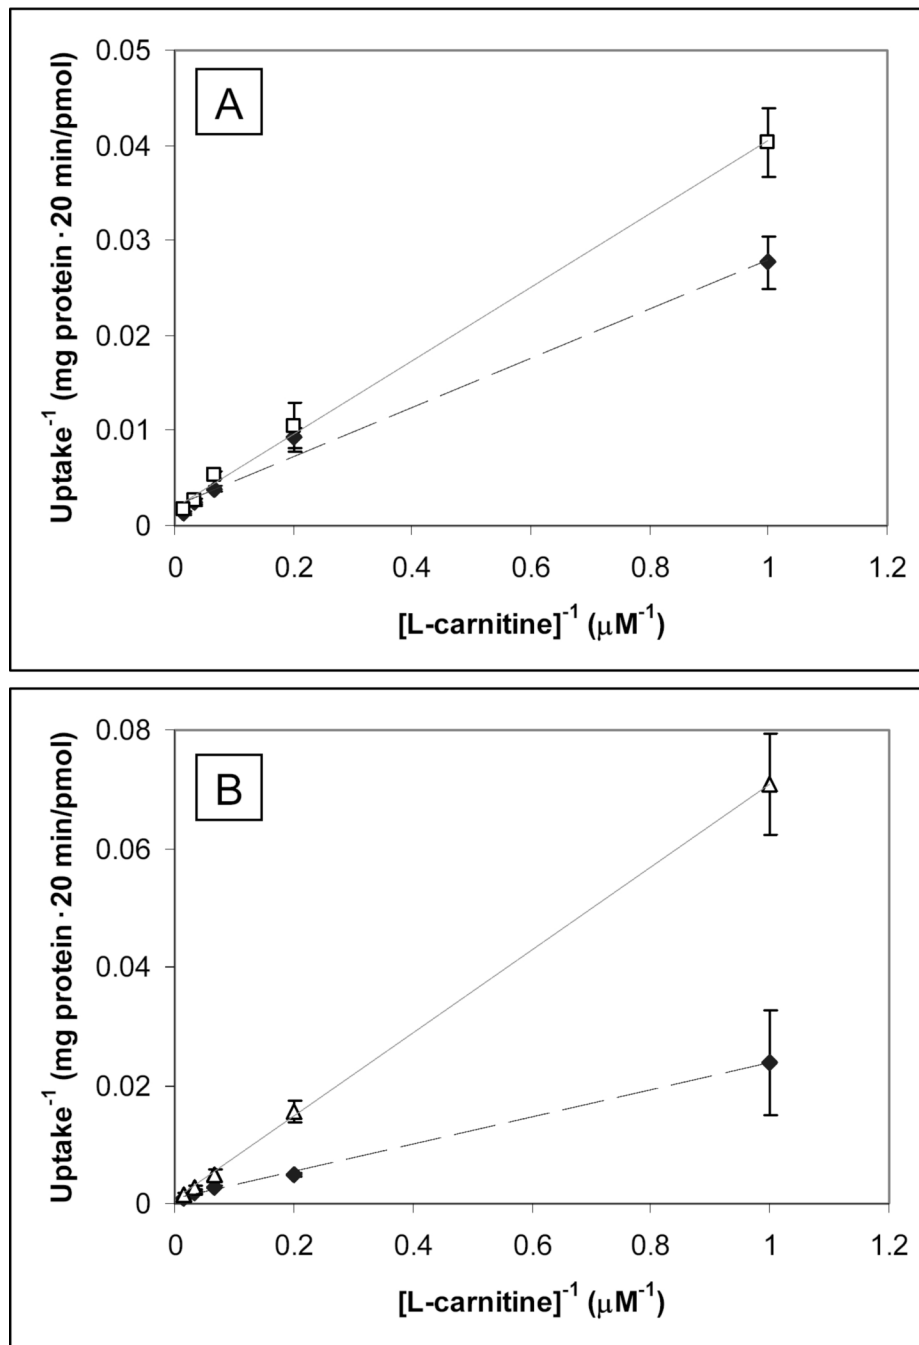 A
Uptake⁻¹ (mg protein · 20 min/pmol)
0.05
0.04
0.03
0.02
0.01
0
0 0.2 0.4 0.6 0.8 1 1.2
[L-carnitine]⁻¹ (μM⁻¹)
B
Uptake⁻¹ (mg protein · 20 min/pmol)
0.08
0.06
0.04
0.02
0
0 0.2 0.4 0.6 0.8 1 1.2
[L-carnitine]⁻¹ (μM⁻¹)